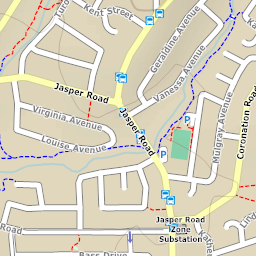 Kent Street
Geraldine Avenue
Vanessa Avenue
Jasper Road
Virginia Avenue
Jasper Road
Louise Avenue
P
P
Mulgray Avenue
Coronation Road
Jasper Road
Zone
Substation
Bass Drive